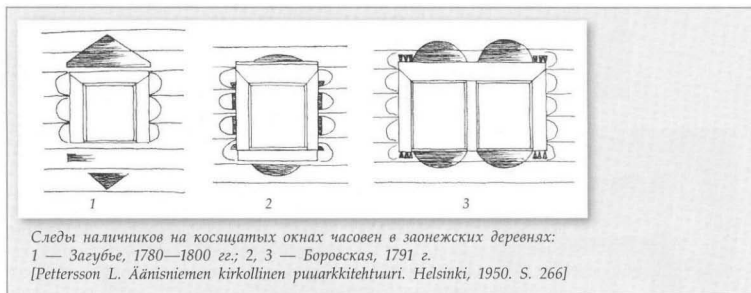 1
2
3
Следы наличников на косящатых окнах часовен в заонежских деревнях:
1 — Загубье, 1780—1800 гг.; 2, 3 — Боровская, 1791 г.
[Pettersson L. Äänisniemen kirkollinen puuarkkitehtuuri. Helsinki, 1950. S. 266]